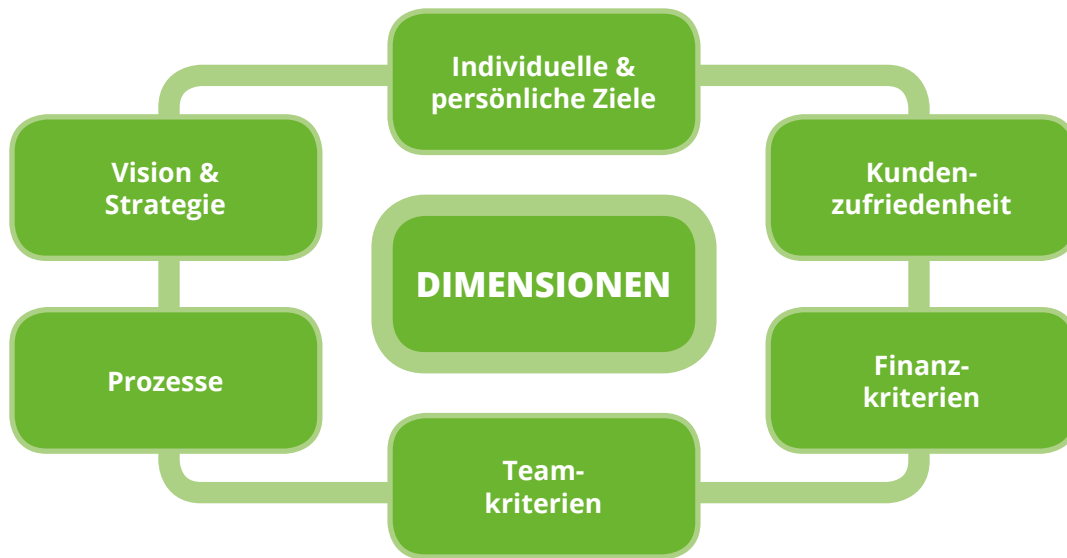 Individuelle &
persönliche Ziele
Vision &
Strategie
Kunden-
zufriedenheit
DIMENSIONEN
Prozesse
Finanz-
kriterien
Team-
kriterien